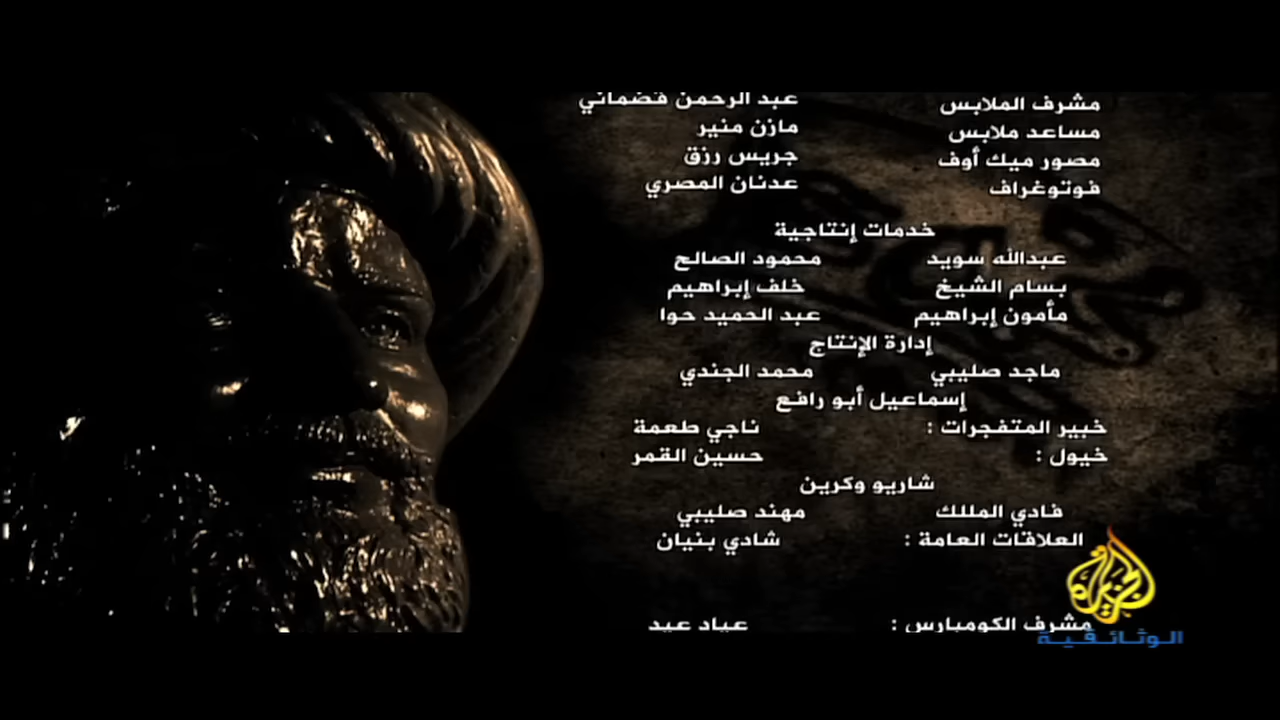 مشرف الملابس عبد الرحمن قضماني
مساعد ملابس مازن منير
مصور ميك أوف جريس رزق
فوتوغراف عدنان المصري
خدمات إنتاجية
عبدالله سويد محمود الصالح
بسام الشيخ خلف إبراهيم
مأمون إبراهيم عبد الحميد حوا
إدارة الإنتاج
ماجد صليبي محمد الجندي
إسماعيل أبو رافع
خبير المتفجرات : ناجي طعمة
خيول : حسين القمر
شاريو وكرين
فادي المللك مهند صليبي
العلاقات العامة : شادي بنيان
مشرف الكومبارس : عياد عيد
الجزيرة
الوثائقية